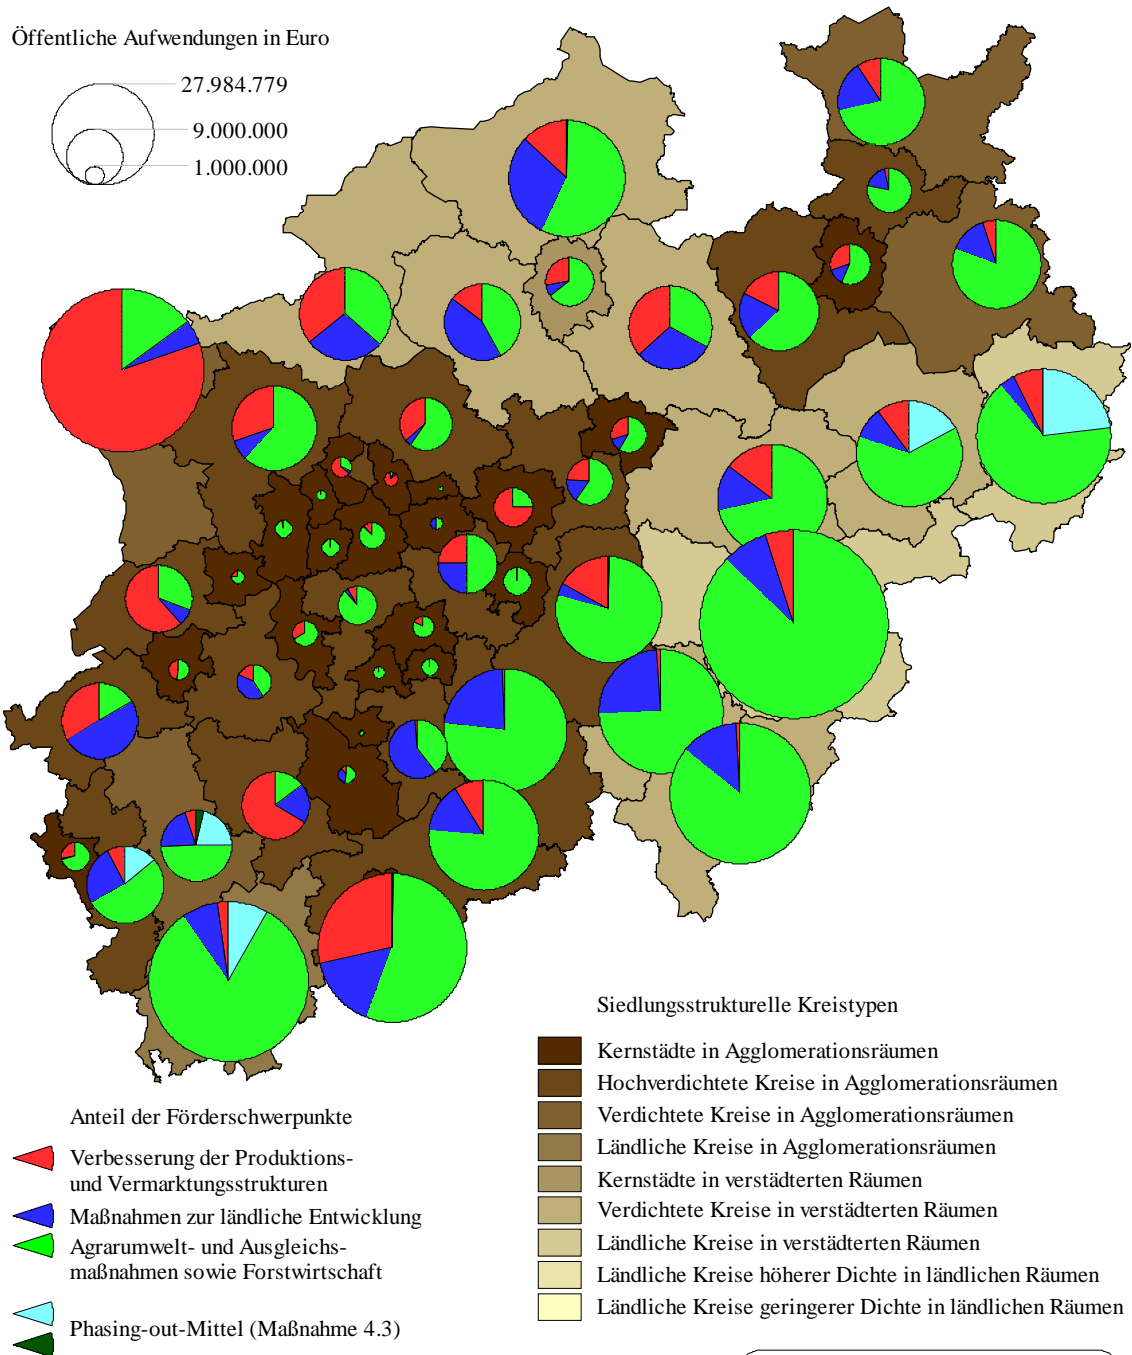 Öffentliche Aufwendungen in Euro
27.984.779
9.000.000
1.000.000
Siedlungsstrukturelle Kreistypen
Kernstädte in Agglomerationsräumen
Hochverdichtete Kreise in Agglomerationsräumen
Verdichtete Kreise in Agglomerationsräumen
Ländliche Kreise in Agglomerationsräumen
Kernstädte in verstädterten Räumen
Verdichtete Kreise in verstädterten Räumen
Ländliche Kreise in verstädterten Räumen
Ländliche Kreise höherer Dichte in ländlichen Räumen
Ländliche Kreise geringerer Dichte in ländlichen Räumen
Anteil der Förderschwerpunkte
Verbesserung der Produktions-
und Vermarktungsstrukturen
Maßnahmen zur ländliche Entwicklung
Agrarumwelt- und Ausgleichs-
maßnahmen sowie Forstwirtschaft
Phasing-out-Mittel (Maßnahme 4.3)